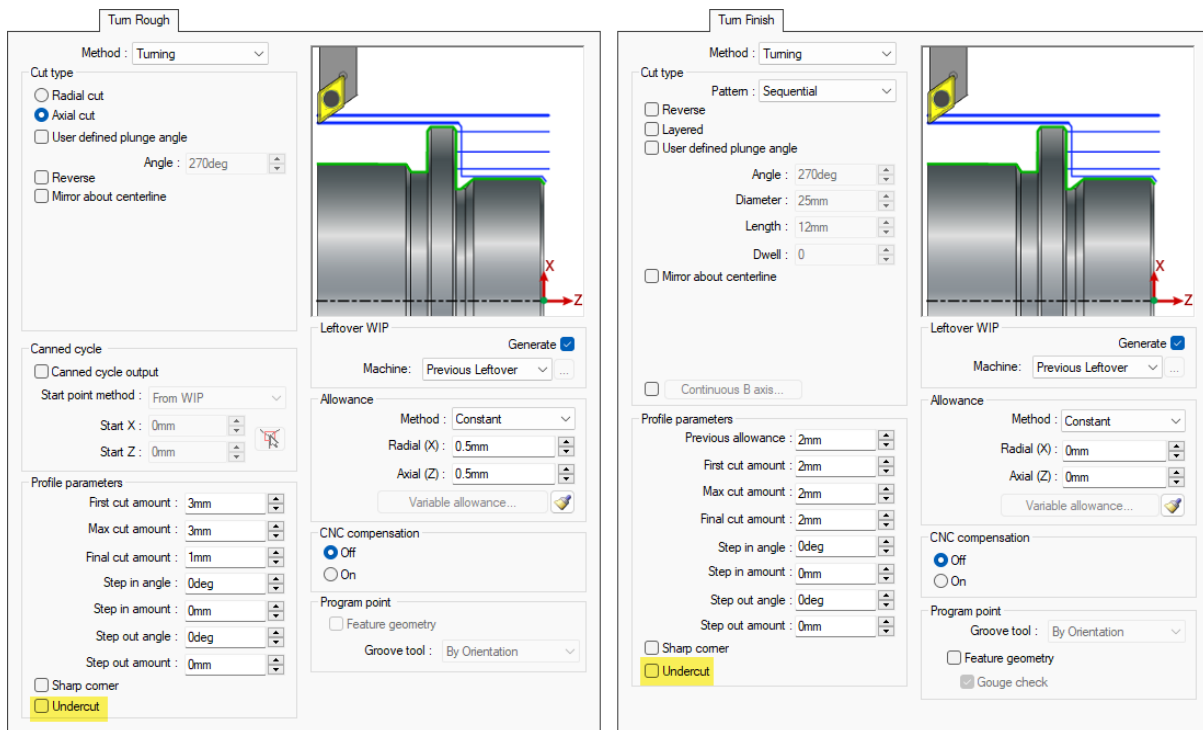 Turn Rough
Method : Turning
Cut type
Radial cut
Axial cut
User defined plunge angle
Angle : 270deg
Reverse
Mirror about centerline
Canned cycle
Canned cycle output
Start point method : From WIP
Start X : 0mm
Start Z : 0mm
Profile parameters
First cut amount : 3mm
Max cut amount : 3mm
Final cut amount : 1mm
Step in angle : 0deg
Step in amount : 0mm
Step out angle : 0deg
Step out amount : 0mm
Sharp corner
Undercut
X
Z
Leftover WIP
Generate
Machine: Previous Leftover ...
Allowance
Method : Constant
Radial (X) : 0.5mm
Axial (Z) : 0.5mm
Variable allowance...
CNC compensation
Off
On
Program point
Feature geometry
Groove tool : By Orientation
Turn Finish
Method : Turning
Cut type
Pattern : Sequential
Reverse
Layered
User defined plunge angle
Angle : 270deg
Diameter : 25mm
Length : 12mm
Dwell : 0
Mirror about centerline
Continuous B axis...
Profile parameters
Previous allowance : 2mm
First cut amount : 2mm
Max cut amount : 2mm
Final cut amount : 2mm
Step in angle : 0deg
Step in amount : 0mm
Step out angle : 0deg
Step out amount : 0mm
Sharp corner
Undercut
X
Z
Leftover WIP
Generate
Machine: Previous Leftover ...
Allowance
Method : Constant
Radial (X) : 0mm
Axial (Z) : 0mm
Variable allowance...
CNC compensation
Off
On
Program point
Groove tool : By Orientation
Feature geometry
Gouge check